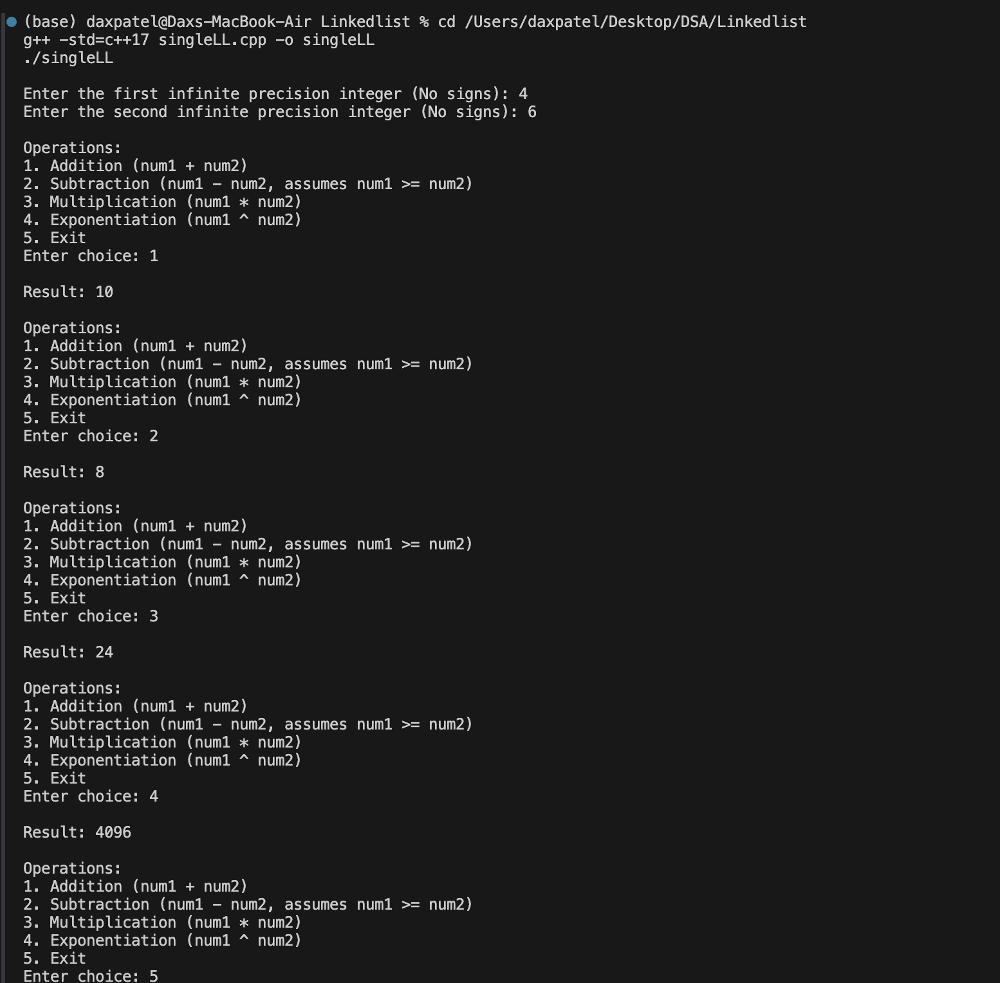 (base) daxpatel@Daxs-MacBook-Air Linkedlist % cd /Users/daxpatel/Desktop/DSA/Linkedlist
g++ -std=c++17 singleLL.cpp -o singleLL
./singleLL
Enter the first infinite precision integer (No signs): 4
Enter the second infinite precision integer (No signs): 6
Operations:
1. Addition (num1 + num2)
2. Subtraction (num1 - num2, assumes num1 >= num2)
3. Multiplication (num1 * num2)
4. Exponentiation (num1 ^ num2)
5. Exit
Enter choice: 1
Result: 10
Operations:
1. Addition (num1 + num2)
2. Subtraction (num1 - num2, assumes num1 >= num2)
3. Multiplication (num1 * num2)
4. Exponentiation (num1 ^ num2)
5. Exit
Enter choice: 2
Result: 8
Operations:
1. Addition (num1 + num2)
2. Subtraction (num1 - num2, assumes num1 >= num2)
3. Multiplication (num1 * num2)
4. Exponentiation (num1 ^ num2)
5. Exit
Enter choice: 3
Result: 24
Operations:
1. Addition (num1 + num2)
2. Subtraction (num1 - num2, assumes num1 >= num2)
3. Multiplication (num1 * num2)
4. Exponentiation (num1 ^ num2)
5. Exit
Enter choice: 4
Result: 4096
Operations:
1. Addition (num1 + num2)
2. Subtraction (num1 - num2, assumes num1 >= num2)
3. Multiplication (num1 * num2)
4. Exponentiation (num1 ^ num2)
5. Exit
Enter choice: 5